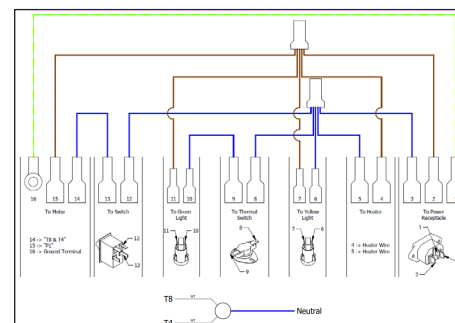 16 15 14 13 12 11 10 9 8 7 6 5 4 3 2
To Motor
To Switch
To Green
Light
To Thermal
Switch
To Yellow
Light
To Heater
To Power
Receptacle
14 -> "T8 & T4"
15 -> "P1"
16 -> Ground Terminal
12
13
11 10
8
9
7 6
4 -> Heater Wire
5 -> Heater Wire
1
2
T8
Neutral
T4